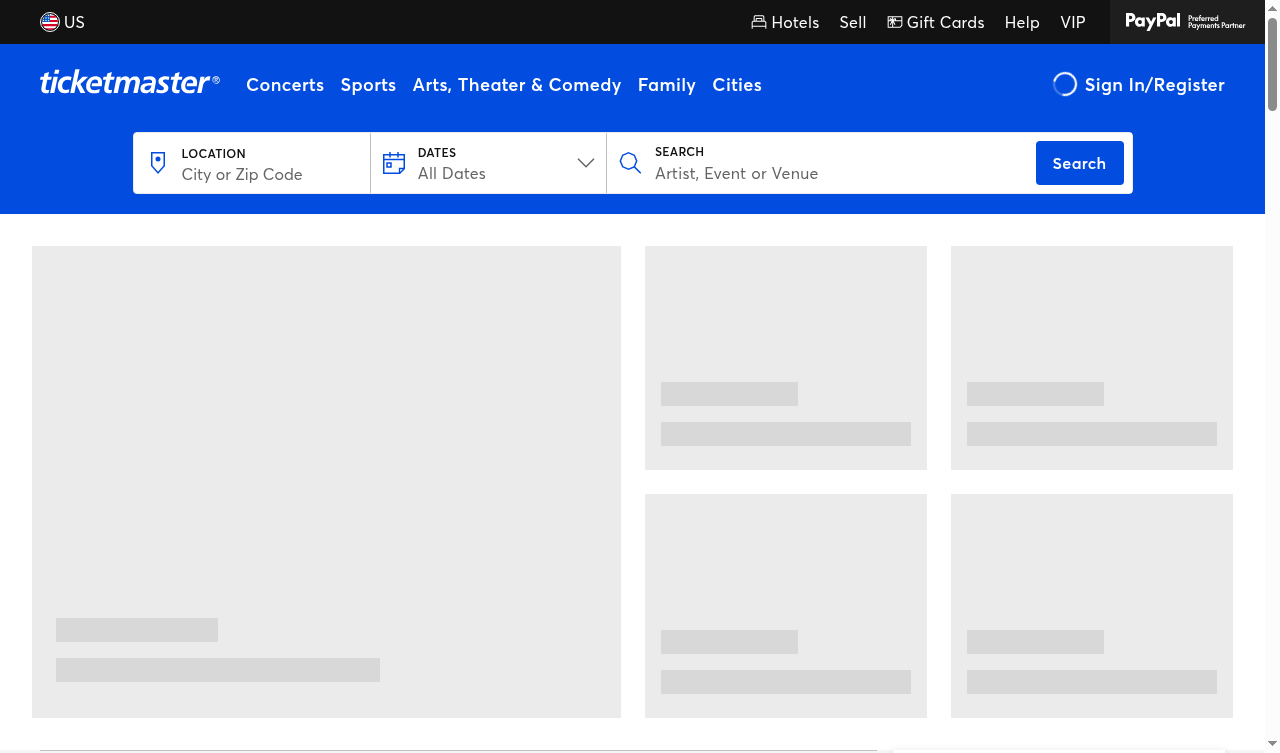 US
Hotels
Sell
Gift Cards
Help
VIP
PayPal
Preferred
Payments Partner
ticketmaster®
Concerts
Sports
Arts, Theater & Comedy
Family
Cities
Sign In/Register
LOCATION
City or Zip Code
DATES
All Dates
SEARCH
Artist, Event or Venue
Search